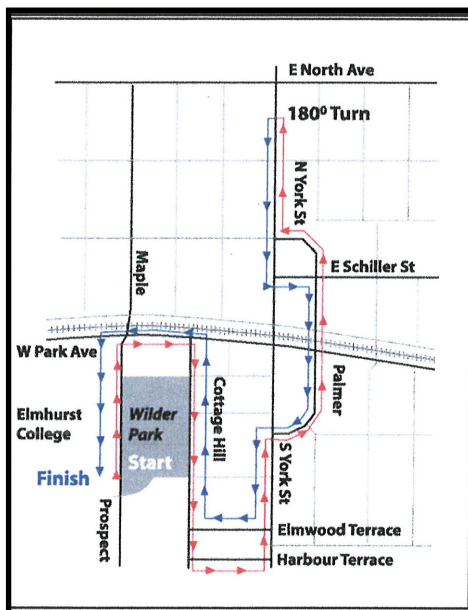 E North Ave
180⁰ Turn
N York St
E Schiller St
Maple
W Park Ave
Palmer
Elmhurst
College
Wilder
Park
Cottage Hill
Start
Finish
S York St
Prospect
Elmwood Terrace
Harbour Terrace